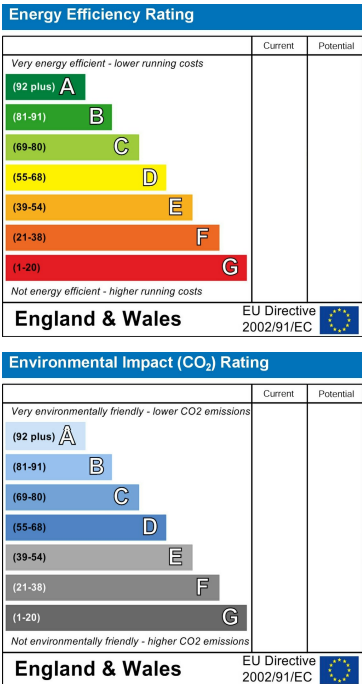 Energy Efficiency Rating
Current Potential
Very energy efficient - lower running costs
(92 plus) A
(81-91) B
(69-80) C
(55-68) D
(39-54) E
(21-38) F
(1-20) G
Not energy efficient - higher running costs
England & Wales
EU Directive
2002/91/EC
Environmental Impact (CO₂) Rating
Current Potential
Very environmentally friendly - lower CO2 emissions
(92 plus) A
(81-91) B
(69-80) C
(55-68) D
(39-54) E
(21-38) F
(1-20) G
Not environmentally friendly - higher CO2 emissions
England & Wales
EU Directive
2002/91/EC